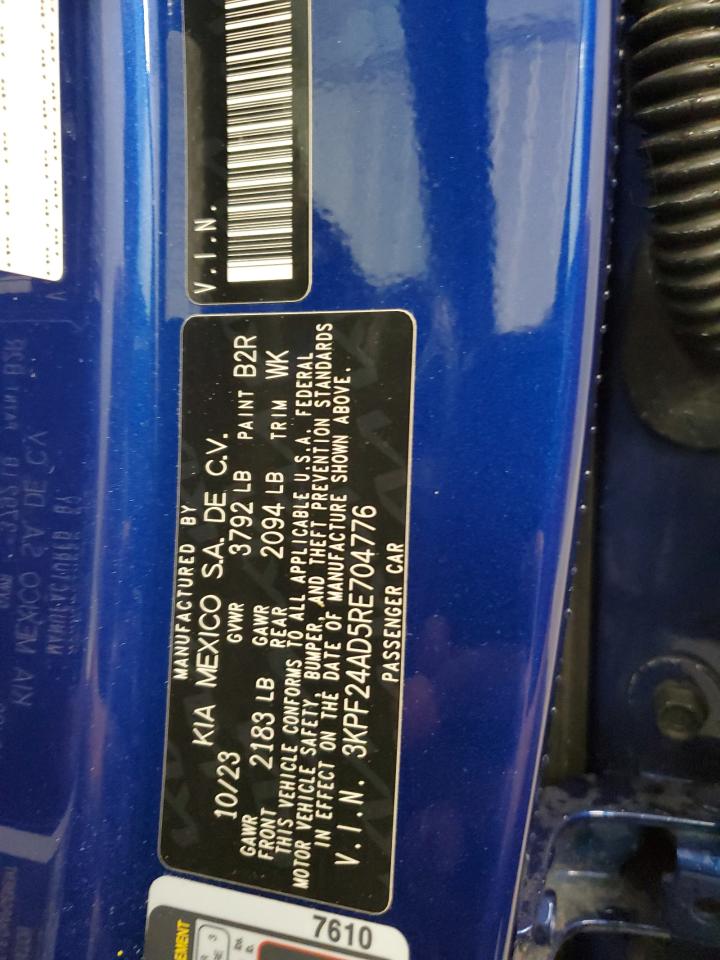 V.I.N.
MANUFACTURED BY
KIA MEXICO S.A. DE C.V.
10/23 GVWR 3792 LB PAINT B2R
GAWR FRONT 2183 LB GAWR REAR 2094 LB TRIM WK
THIS VEHICLE CONFORMS TO ALL APPLICABLE U.S.A. FEDERAL
MOTOR VEHICLE SAFETY, BUMPER, AND THEFT PREVENTION STANDARDS
IN EFFECT ON THE DATE OF MANUFACTURE SHOWN ABOVE.
V.I.N. 3KPF24AD5RE704776
PASSENGER CAR
7610